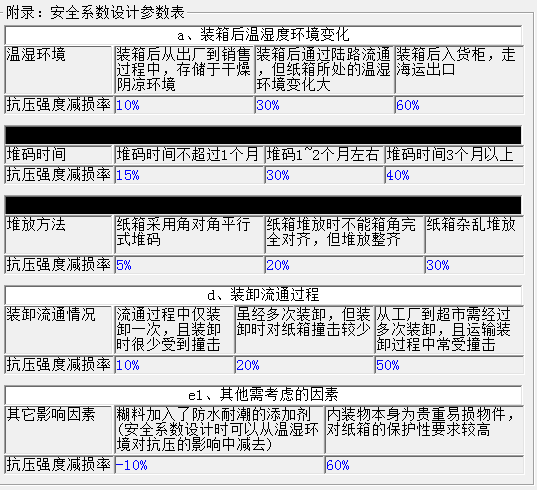 附录：安全系数设计参数表
a、装箱后温湿度环境变化
温湿环境
装箱后从出厂到销售
过程中，存储于干燥
阴凉环境
装箱后通过陆路流通
，但纸箱所处的温湿
环境变化大
装箱后入货柜，走
海运出口
抗压强度减损率
10%
30%
60%
堆码时间
堆码时间不超过1个月
堆码1~2个月左右
堆码时间3个月以上
抗压强度减损率
15%
30%
40%
堆放方法
纸箱采用角对角平行
式堆码
纸箱堆放时不能箱角完
全对齐，但堆放整齐
纸箱杂乱堆放
抗压强度减损率
5%
20%
30%
d、装卸流通过程
装卸流通情况
流通过程中仅装
卸一次，且装卸
时很少受到撞击
虽经多次装卸，但装
卸时对纸箱撞击较少
从工厂到超市需经过
多次装卸，且运输装
卸过程中常受撞击
抗压强度减损率
10%
20%
50%
e1、其他需考虑的因素
其它影响因素
糊料加入了防水耐潮的添加剂
(安全系数设计时可以从温湿环
境对抗压的影响中减去)
内装物本身为贵重易损物件，
对纸箱的保护性要求较高
抗压强度减损率
-10%
60%